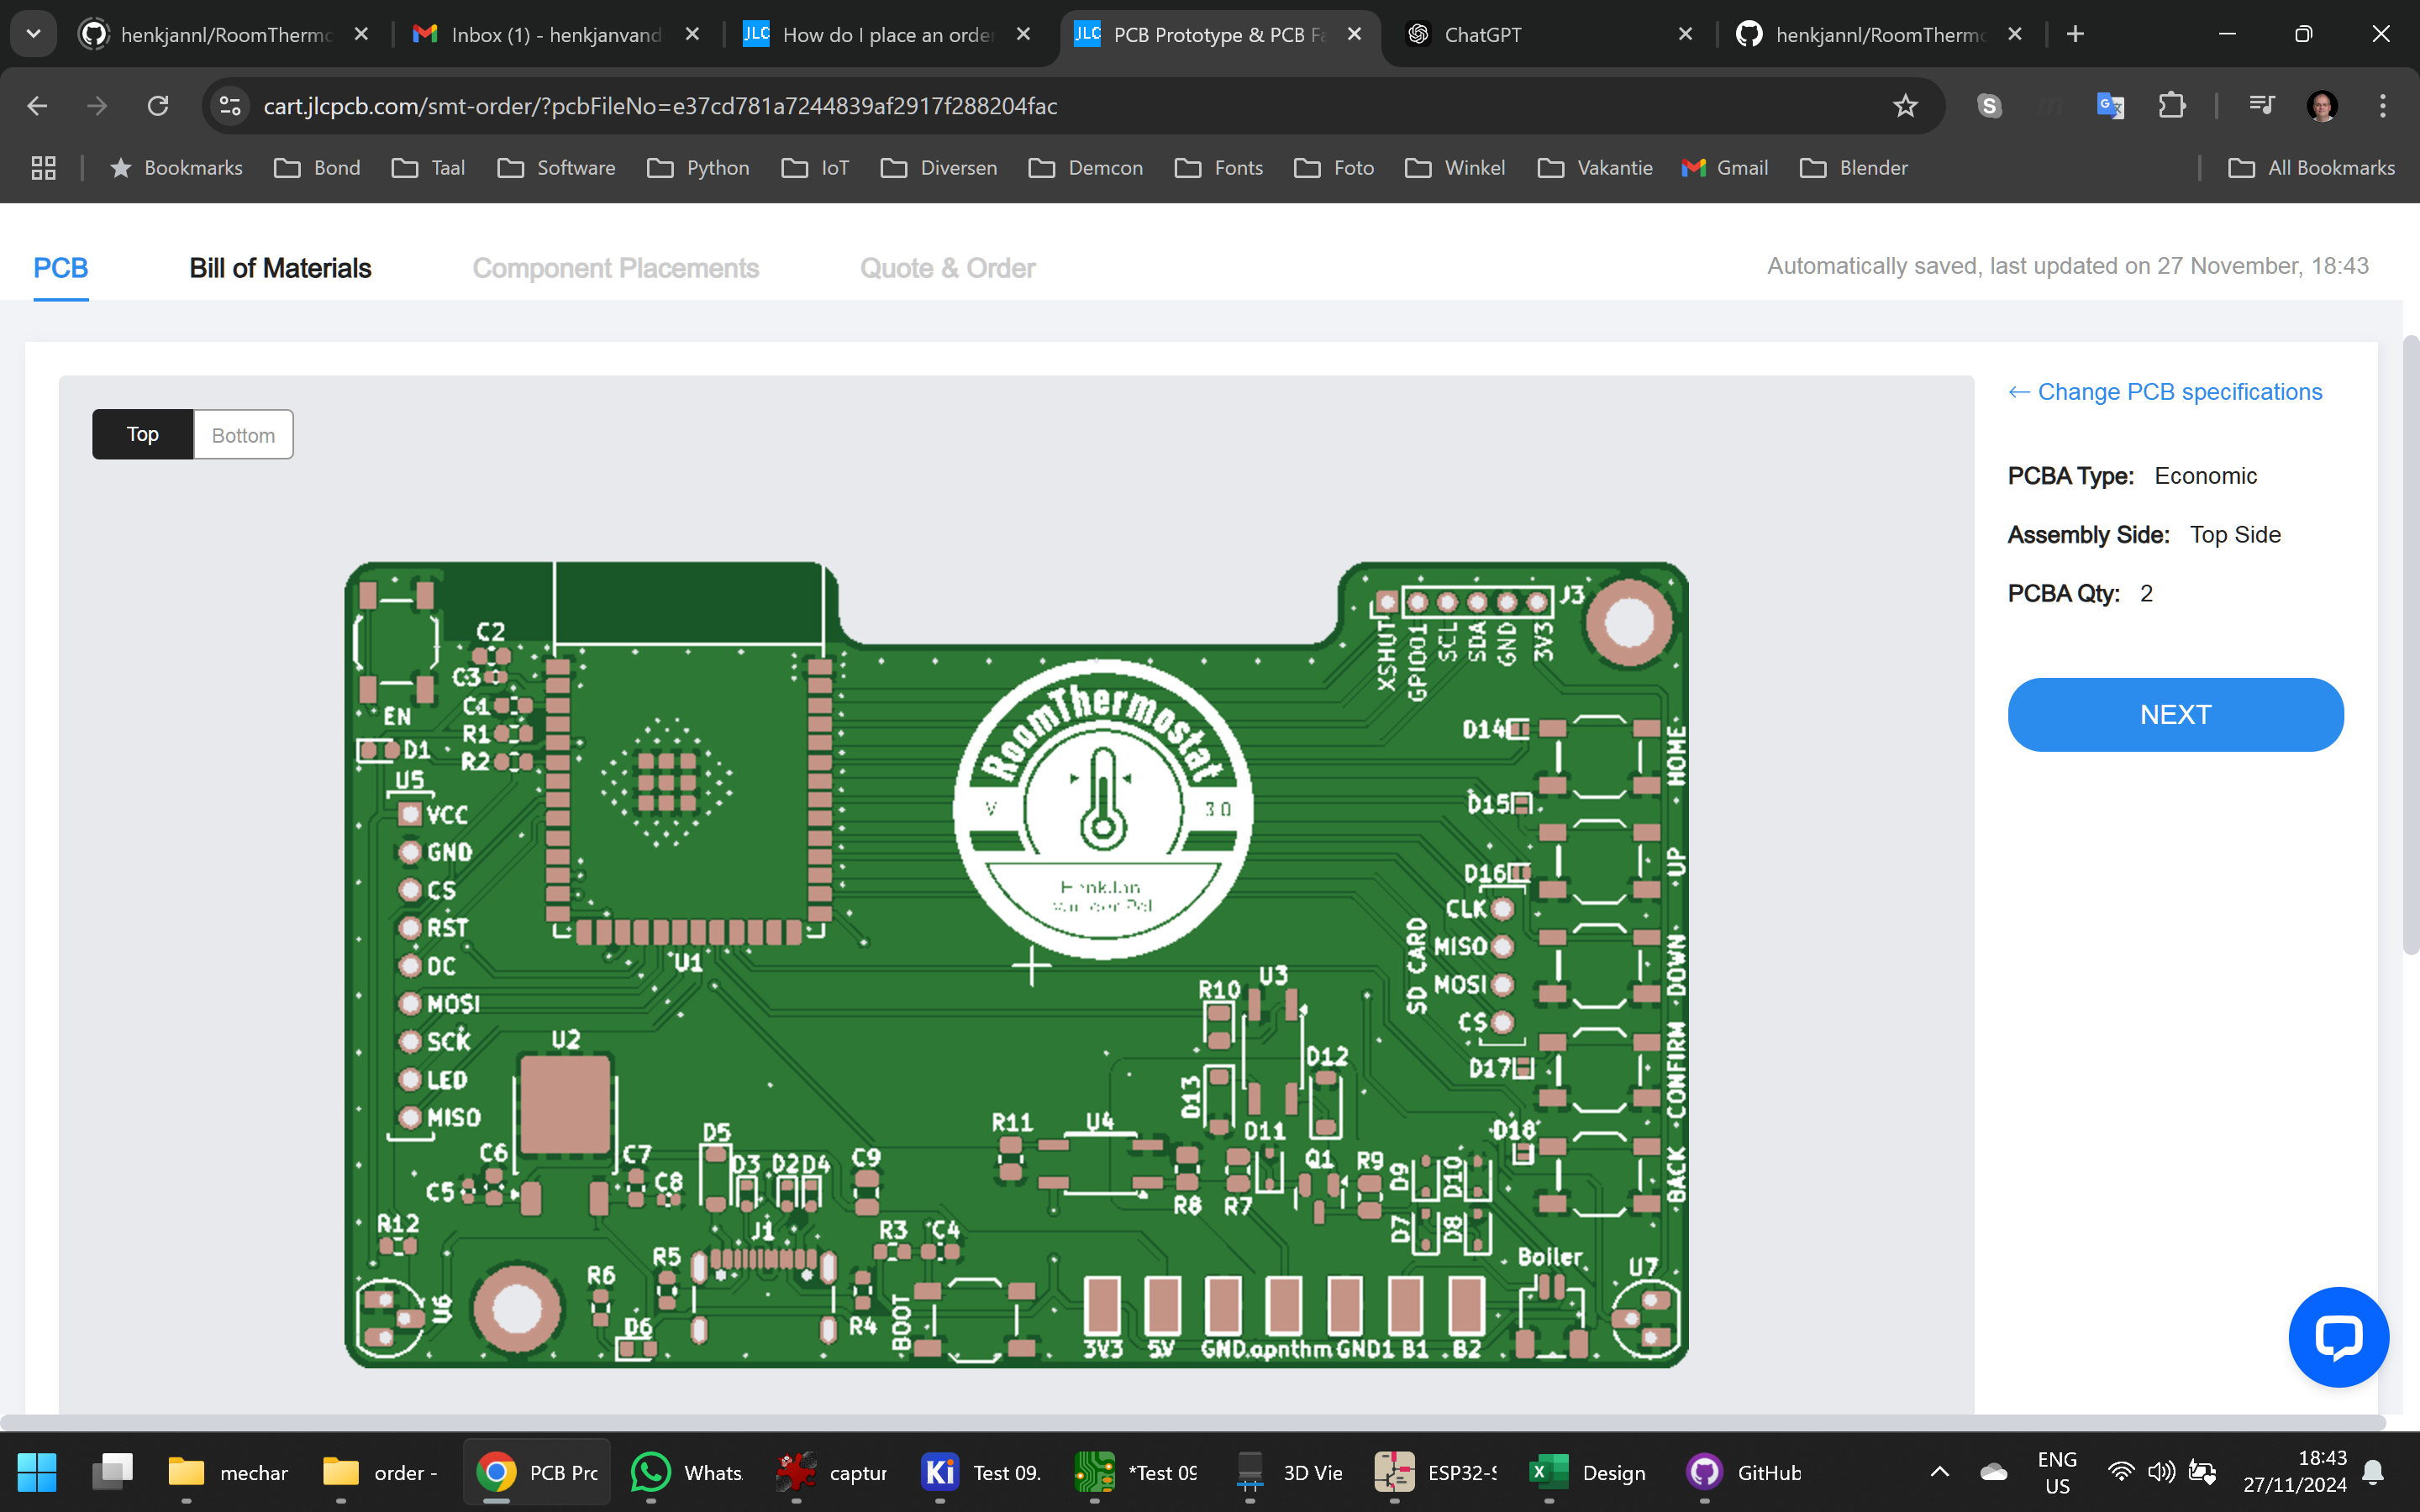 henkjannl/RoomThermo
Inbox (1) - henkjanvand
JLC How do I place an order
JLC PCB Prototype & PCB Fa
ChatGPT
henkjannl/RoomThermo
cart.jlcpcb.com/smt-order/?pcbFileNo=e37cd781a7244839af2917f288204fac
Bookmarks Bond Taal Software Python IoT Diversen Demcon Fonts Foto Winkel Vakantie Gmail Blender All Bookmarks
PCB Bill of Materials Component Placements Quote & Order
Automatically saved, last updated on 27 November, 18:43
Top Bottom
← Change PCB specifications
PCBA Type: Economic
Assembly Side: Top Side
PCBA Qty: 2
NEXT
C2
C3
C1
R1
R2
EN
D1
U5
VCC
GND
CS
RST
DC
MOSI
SCK
LED
MISO
U1
U2
RoomThermostat
V 3.0
HenkJan
van der Pol
J3
XSHUT
GPIO01
SCL
SDA
GND
3V3
D14
D15
D16
D17
D18
HOME
UP
DOWN
CONFIRM
BACK
SD CARD
CLK
MISO
MOSI
CS
R10
U3
D12
D13
D11
R11
U4
R8
R7
Q1
R9
D9
D10
D7
D8
C6
C5
C7
C8
D5
D3
D2
D4
C9
J1
R12
R3
C4
R5
R6
R4
D6
U6
BOOT
3V3 5V GND opnthm GND1 B1 B2
Boiler
U7
mechar
order -
PCB Prc
Whats
captur
Ki Test 09.
*Test 09
3D Vie
ESP32-S
Design
GitHub
ENG
US
18:43
27/11/2024